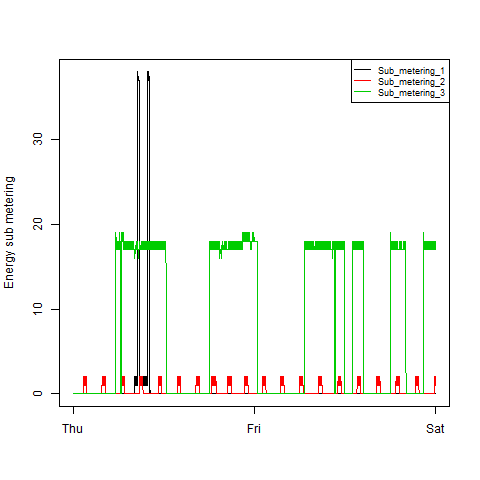 Sub_metering_1
Sub_metering_2
Sub_metering_3
Energy sub metering
30
20
10
0
Thu
Fri
Sat